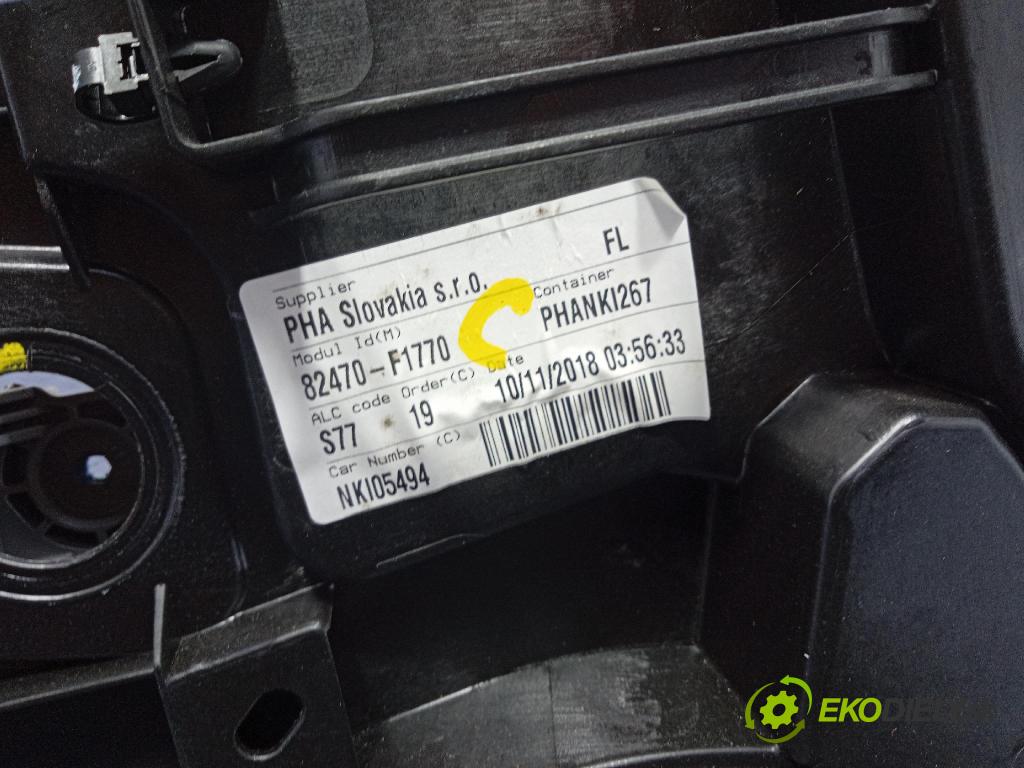 FL
Supplier
PHA Slovakia s.r.o.
Container
Modul Id(M)
PHANKI267
82470-F1770
ALC code Order(C) Date
S77 19 10/11/2018 03:56:33
Car Number (C)
NKI05494
C
EKODIELY